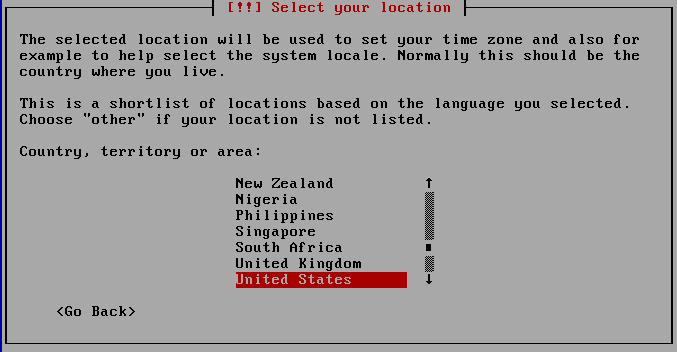 [!!] Select your location
The selected location will be used to set your time zone and also for
example to help select the system locale. Normally this should be the
country where you live.
This is a shortlist of locations based on the language you selected.
Choose "other" if your location is not listed.
Country, territory or area:
New Zealand ↑
Nigeria
Philippines
Singapore
South Africa
United Kingdom
United States ↓
<Go Back>